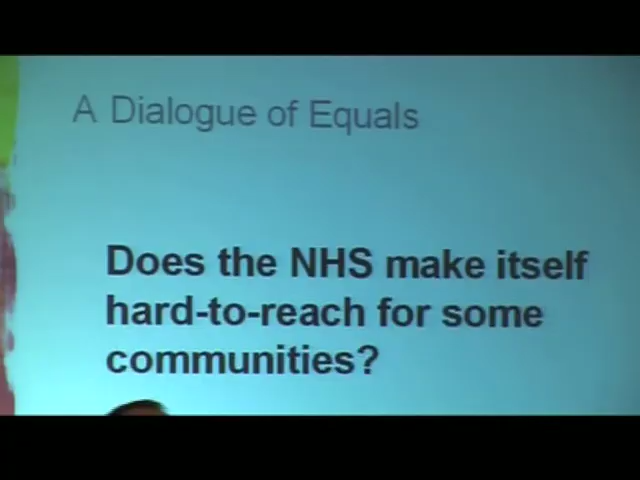 A Dialogue of Equals
Does the NHS make itself
hard-to-reach for some
communities?